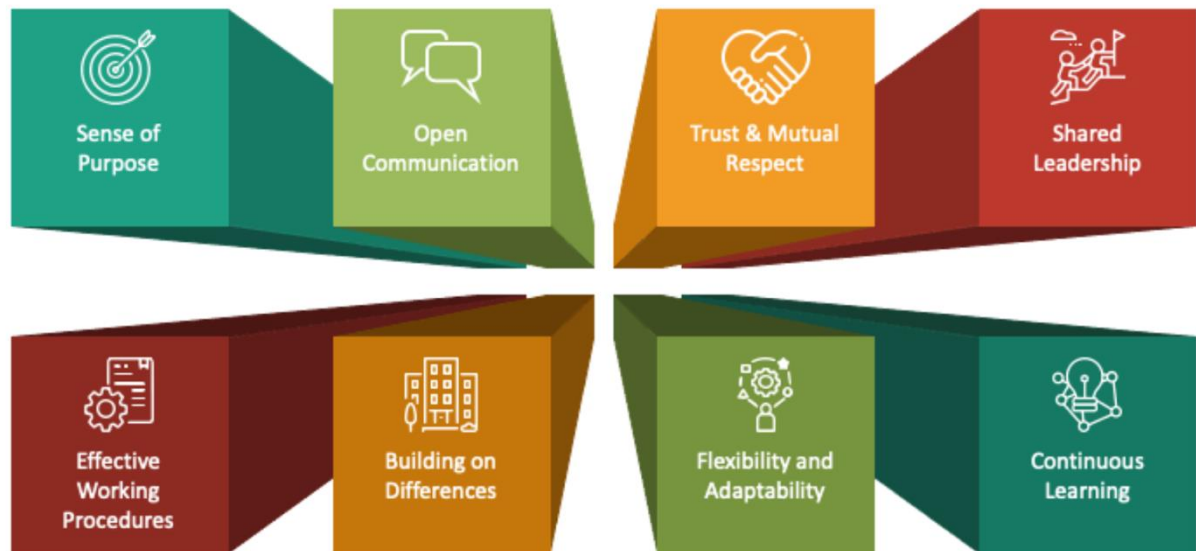 Sense of
Purpose
Open
Communication
Trust & Mutual
Respect
Shared
Leadership
Effective
Working
Procedures
Building on
Differences
Flexibility and
Adaptability
Continuous
Learning